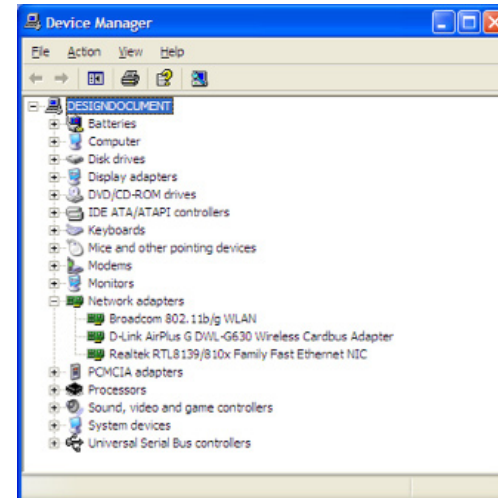 Device Manager
File Action View Help
DESIGNDOCUMENT
Batteries
Computer
Disk drives
Display adapters
DVD/CD-ROM drives
IDE ATA/ATAPI controllers
Keyboards
Mice and other pointing devices
Modems
Monitors
Network adapters
Broadcom 802.11b/g WLAN
D-Link AirPlus G DWL-G630 Wireless Cardbus Adapter
Realtek RTL8139/810x Family Fast Ethernet NIC
PCMCIA adapters
Processors
Sound, video and game controllers
System devices
Universal Serial Bus controllers